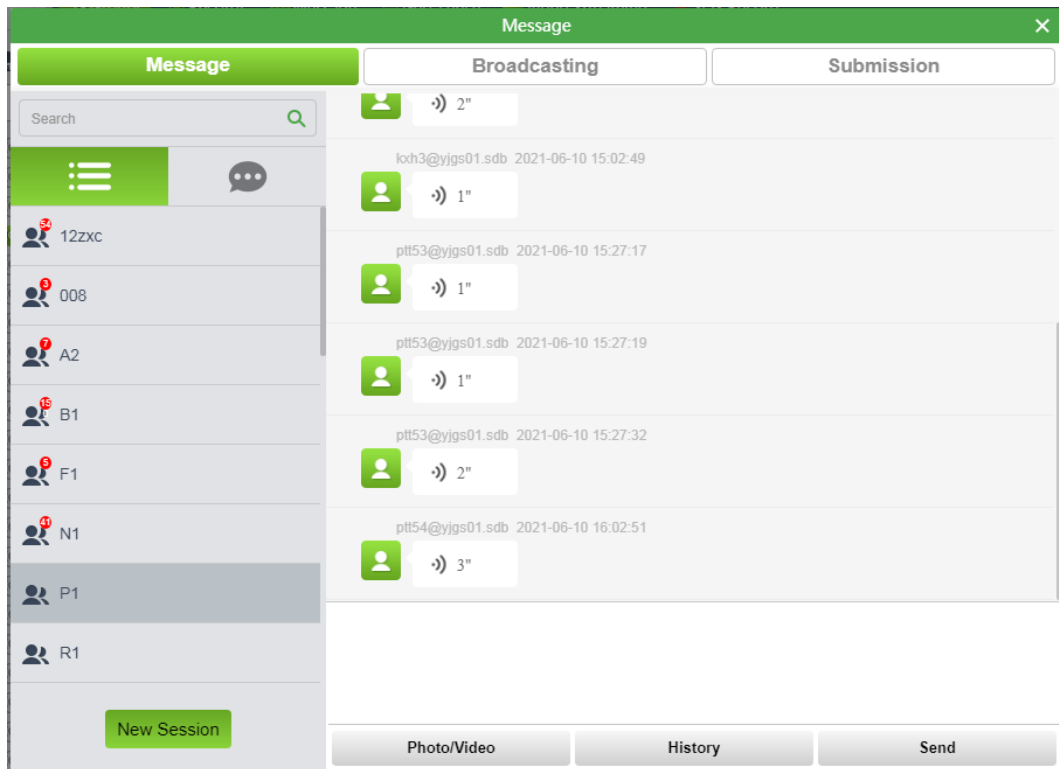 Message
Message Broadcasting Submission
Search
54
12zxc
3
008
7
A2
15
B1
5
F1
41
N1
P1
R1
New Session
2"
kxh3@yjgs01.sdb 2021-06-10 15:02:49
1"
ptt53@yjgs01.sdb 2021-06-10 15:27:17
1"
ptt53@yjgs01.sdb 2021-06-10 15:27:19
1"
ptt53@yjgs01.sdb 2021-06-10 15:27:32
2"
ptt54@yjgs01.sdb 2021-06-10 16:02:51
3"
Photo/Video History Send